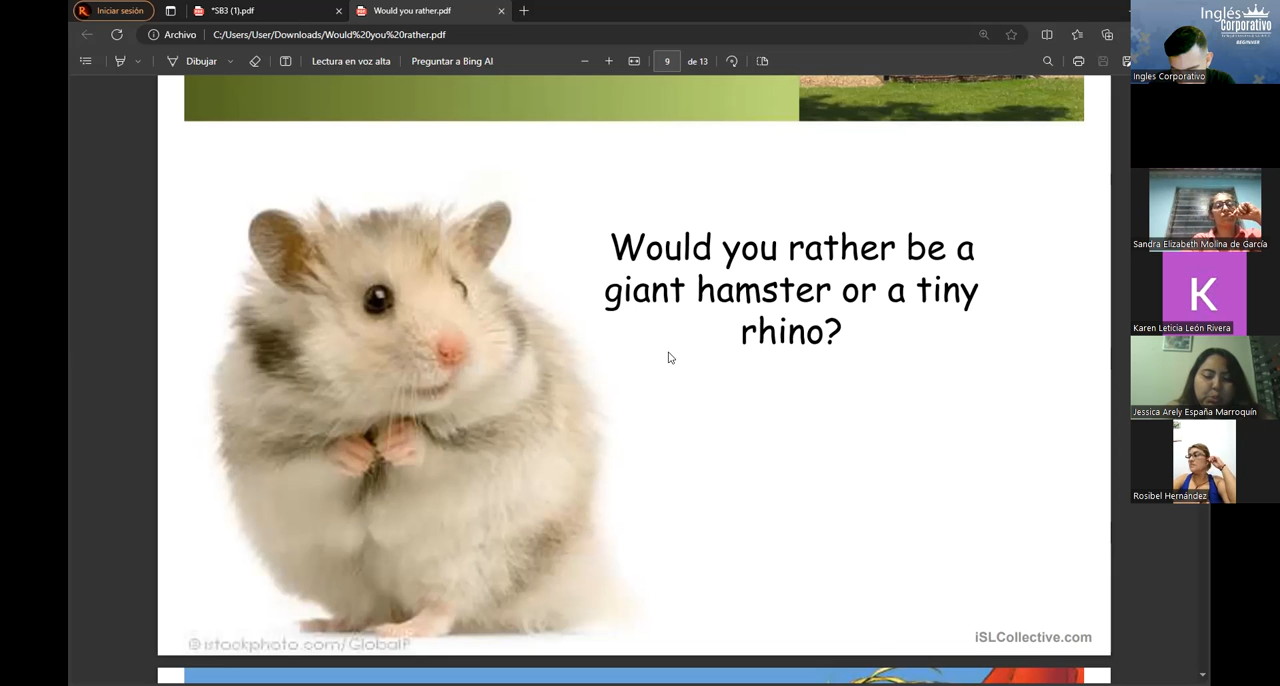 Iniciar sesión
*SB3 (1).pdf
Would you rather.pdf
Archivo
C:/Users/User/Downloads/Would%20you%20rather.pdf
Dibujar
Lectura en voz alta
Preguntar a Bing AI
9
de 13
Would you rather be a
giant hamster or a tiny
rhino?
© istockphoto.com/GlobalP
iSLCollective.com
Inglés
Corporativo
BEGINNER
Ingles Corporativo
Sandra Elizabeth Molina de García
K
Karen Leticia León Rivera
Jessica Arely España Marroquín
Rosibel Hernández